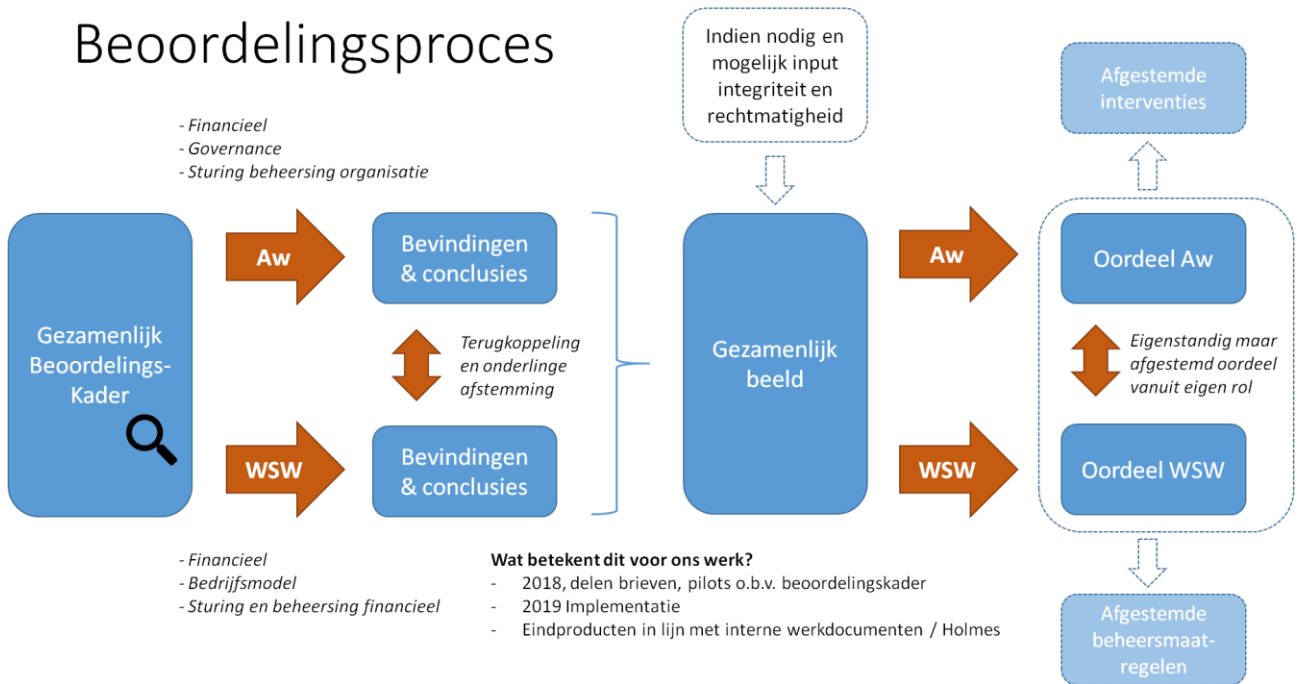 Beoordelingsproces
- Financieel
- Governance
- Sturing beheersing organisatie
Indien nodig en
mogelijk input
integriteit en
rechtmatigheid
Afgestemde
interventies
Gezamenlijk
Beoordelings-
Kader
Aw
Bevindingen
& conclusies
Terugkoppeling
en onderlinge
afstemming
WSW
Bevindingen
& conclusies
Gezamenlijk
beeld
Aw
Oordeel Aw
Eigenstandig maar
afgestemd oordeel
vanuit eigen rol
WSW
Oordeel WSW
- Financieel
- Bedrijfsmodel
- Sturing en beheersing financieel
Wat betekent dit voor ons werk?
- 2018, delen brieven, pilots o.b.v. beoordelingskader
- 2019 Implementatie
- Eindproducten in lijn met interne werkdocumenten / Holmes
Afgestemde
beheersmaat-
regelen